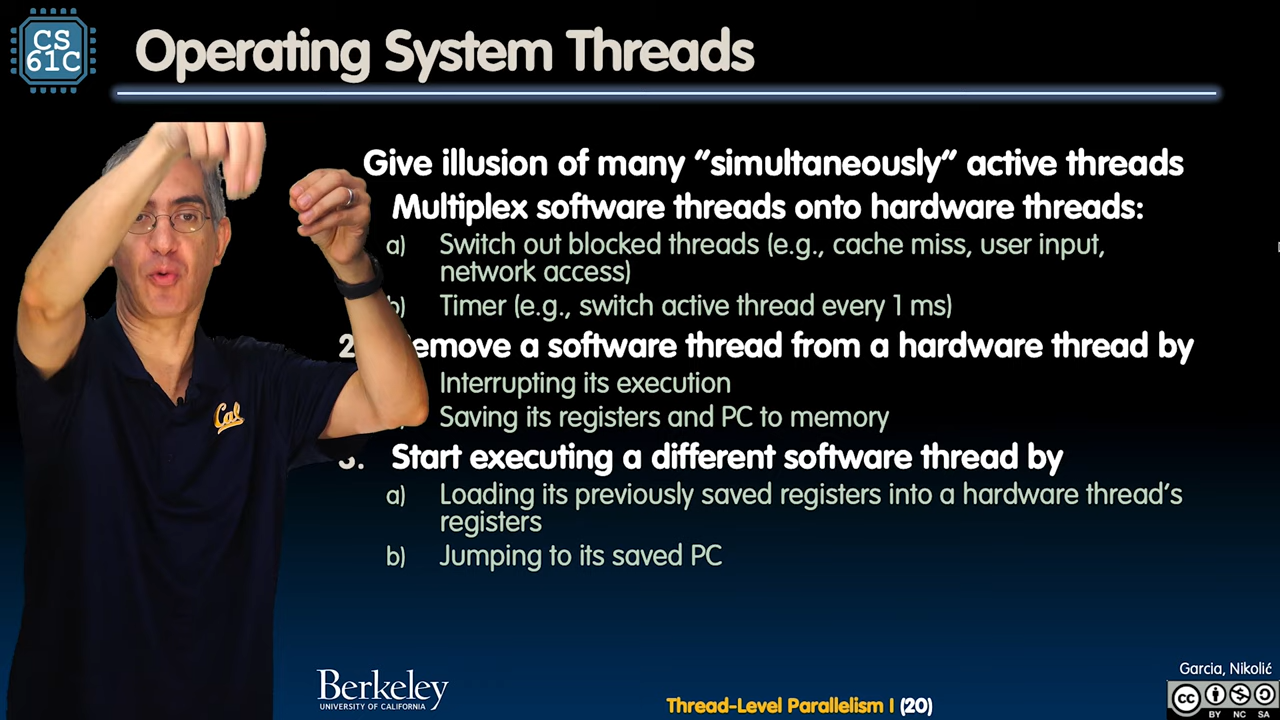 CS
61C
Operating System Threads
Give illusion of many “simultaneously” active threads
Multiplex software threads onto hardware threads:
a) Switch out blocked threads (e.g., cache miss, user input,
network access)
b) Timer (e.g., switch active thread every 1 ms)
2. Remove a software thread from a hardware thread by
Interrupting its execution
Saving its registers and PC to memory
3. Start executing a different software thread by
a) Loading its previously saved registers into a hardware thread’s
registers
b) Jumping to its saved PC
Cal
Berkeley
UNIVERSITY OF CALIFORNIA
Thread-Level Parallelism I (20)
Garcia, Nikolić
cc
BY NC SA